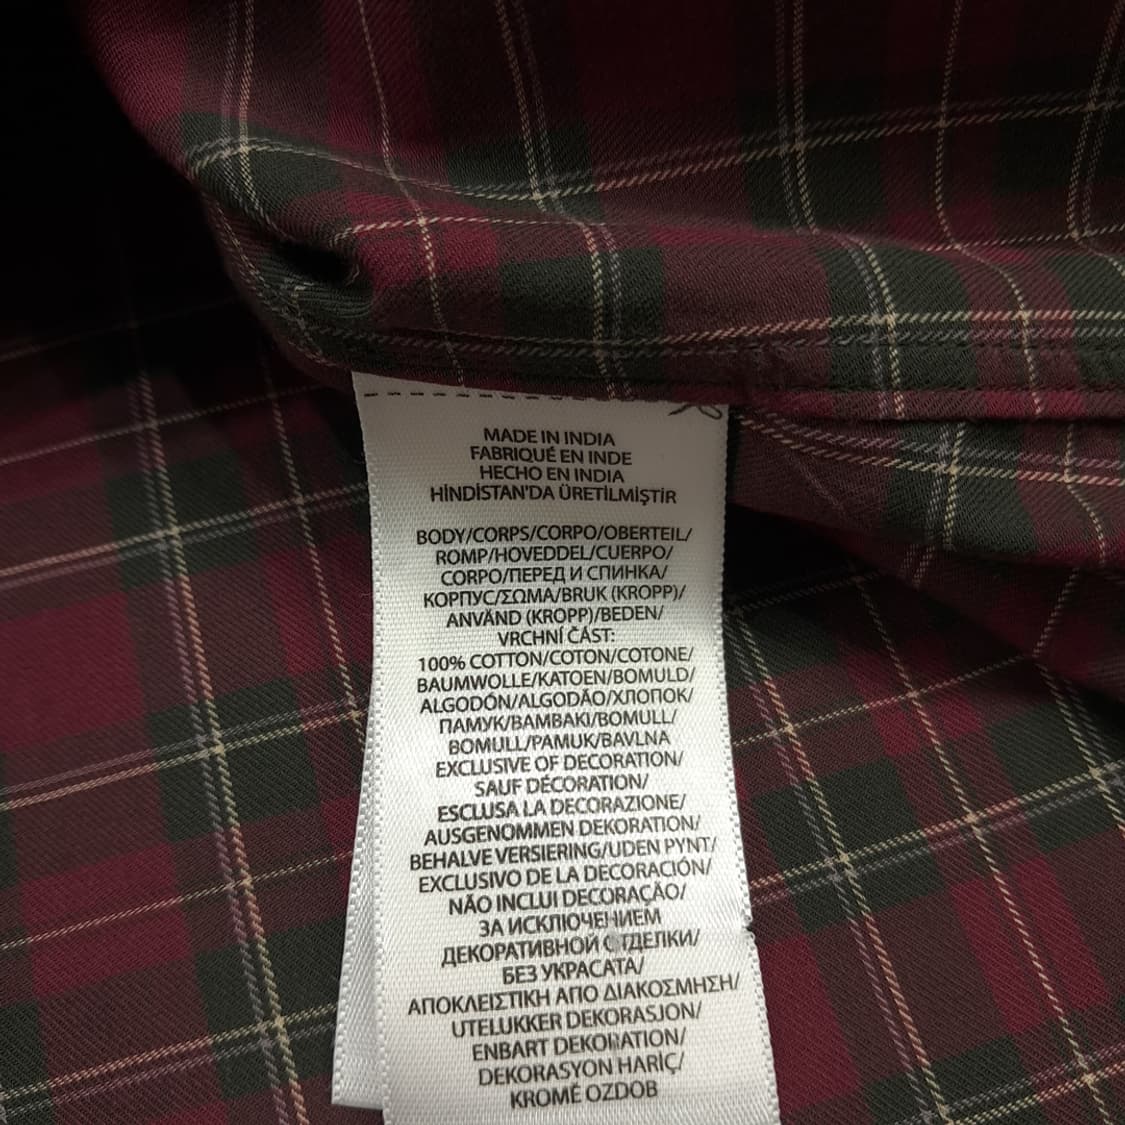 MADE IN INDIA
FABRIQUÉ EN INDE
HECHO EN INDIA
HİNDİSTAN'DA ÜRETİLMİŞTİR
BODY/CORPS/CORPO/OBERTEIL/
ROMP/HOVEDDEL/CUERPO/
CORPO/ПЕРЕД И СПИНКА/
КОРПУС/ΣΩΜΑ/BRUK (KROPP)/
ANVÄND (KROPP)/BEDEN/
VRCHNÍ ČÁST:
100% COTTON/COTON/COTONE/
BAUMWOLLE/KATOEN/BOMULD/
ALGODÓN/ALGODÃO/ХЛОПОК/
ПАМУК/ΒΑΜΒΑΚΙ/BOMULL/
BOMULL/PAMUK/BAVLNA
EXCLUSIVE OF DECORATION/
SAUF DÉCORATION/
ESCLUSA LA DECORAZIONE/
AUSGENOMMEN DEKORATION/
BEHALVE VERSIERING/UDEN PYNT/
EXCLUSIVO DE LA DECORACIÓN/
NÃO INCLUI DECORAÇÃO/
ЗА ИСКЛЮЧЕНИЕМ
ДЕКОРАТИВНОЙ ОТДЕЛКИ/
БЕЗ УКРАСАТА/
ΑΠΟΚΛΕΙΣΤΙΚΗ ΑΠΟ ΔΙΑΚΟΣΜΗΣΗ/
UTELUKKER DEKORASJON/
ENBART DEKORATION/
DEKORASYON HARİÇ/
KROMĚ OZDOB